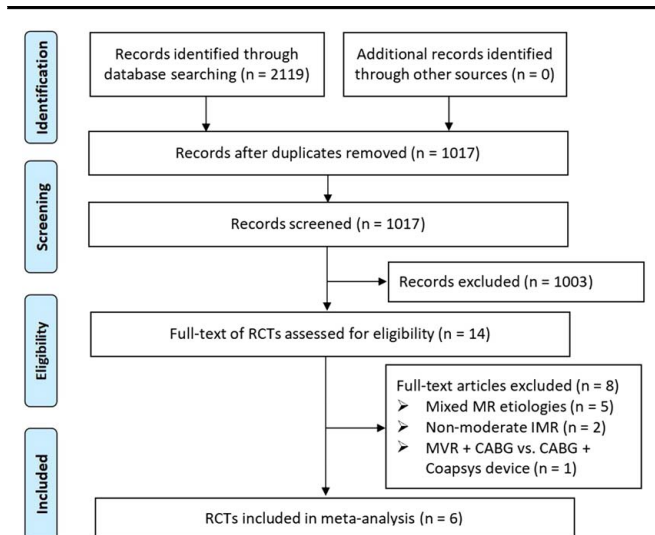 Identification
Records identified through
database searching (n = 2119)
Additional records identified
through other sources (n = 0)
Records after duplicates removed (n = 1017)
Screening
Records screened (n = 1017)
Records excluded (n = 1003)
Eligibility
Full-text of RCTs assessed for eligibility (n = 14)
Full-text articles excluded (n = 8)
➢ Mixed MR etiologies (n = 5)
➢ Non-moderate IMR (n = 2)
➢ MVR + CABG vs. CABG +
Coapsys device (n = 1)
Included
RCTs included in meta-analysis (n = 6)